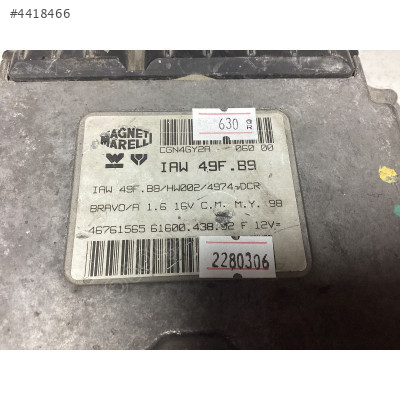 #4418466
630 GR
MAGNETI
MARELLI
CGN4GY2A 060 00
IAW 49F.B9
IAW 49F.B9/HW002/4974-DCR
BRAVO/A 1.6 16V C.M. M.Y. 98
46761565 61600.438.02 F 12V=
2280306